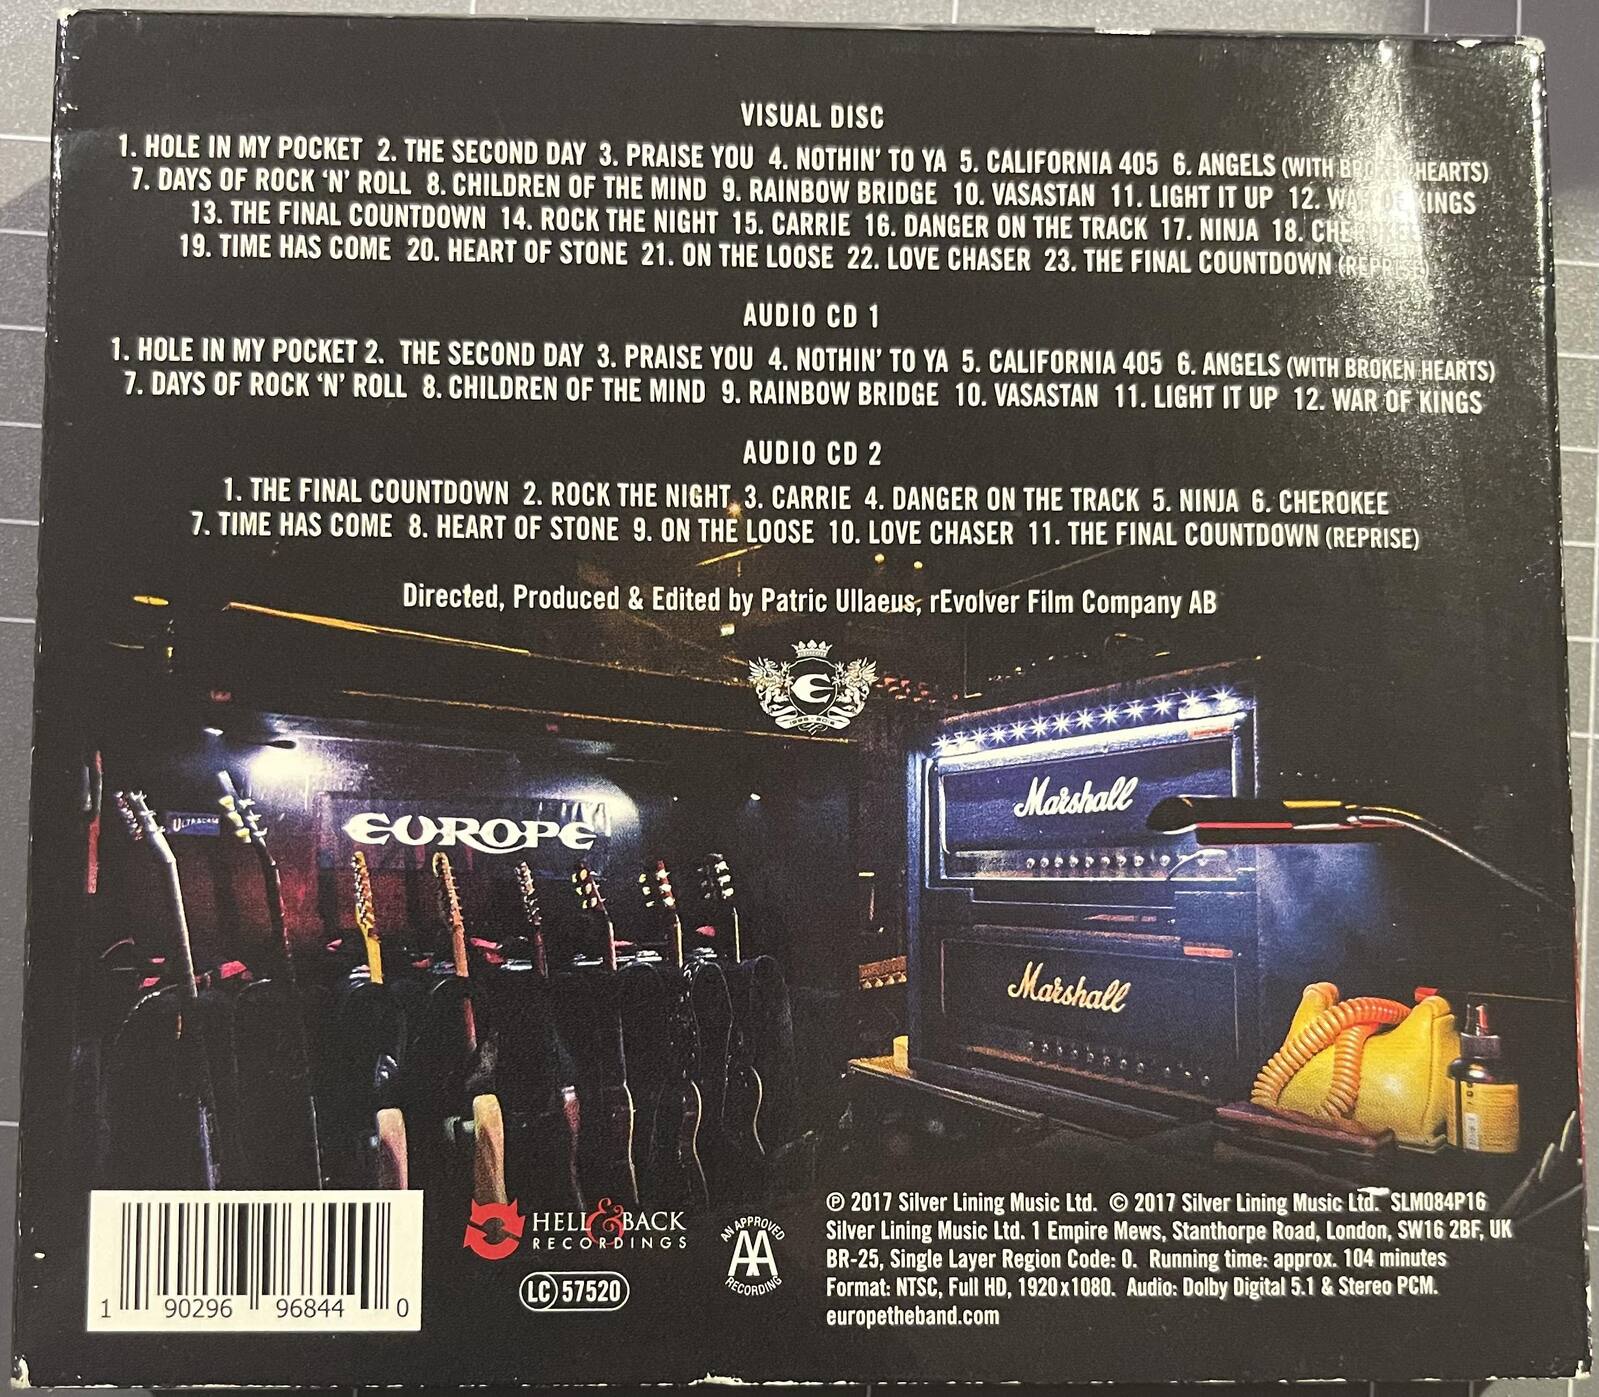 VISUAL DISC
1. HOLE IN MY POCKET 2. THE SECOND DAY 3. PRAISE YOU 4. NOTHIN' TO YA 5. CALIFORNIA 405 6. ANGELS (WITH BROKEN HEARTS)
7. DAYS OF ROCK 'N' ROLL 8. CHILDREN OF THE MIND 9. RAINBOW BRIDGE 10. VASASTAN 11. LIGHT IT UP 12. WAR OF KINGS
13. THE FINAL COUNTDOWN 14. ROCK THE NIGHT 15. CARRIE 16. DANGER ON THE TRACK 17. NINJA 18. CHEROKEE
19. TIME HAS COME 20. HEART OF STONE 21. ON THE LOOSE 22. LOVE CHASER 23. THE FINAL COUNTDOWN (REPRISE)
AUDIO CD 1
1. HOLE IN MY POCKET 2. THE SECOND DAY 3. PRAISE YOU 4. NOTHIN' TO YA 5. CALIFORNIA 405 6. ANGELS (WITH BROKEN HEARTS)
7. DAYS OF ROCK 'N' ROLL 8. CHILDREN OF THE MIND 9. RAINBOW BRIDGE 10. VASASTAN 11. LIGHT IT UP 12. WAR OF KINGS
AUDIO CD 2
1. THE FINAL COUNTDOWN 2. ROCK THE NIGHT 3. CARRIE 4. DANGER ON THE TRACK 5. NINJA 6. CHEROKEE
7. TIME HAS COME 8. HEART OF STONE 9. ON THE LOOSE 10. LOVE CHASER 11. THE FINAL COUNTDOWN (REPRISE)
Directed, Produced & Edited by Patric Ullaeus, rEvolver Film Company AB
E
ULTRACASE
EUROPE
Marshall
Marshall
1 90296 96844 0
HELL & BACK
RECORDINGS
LC 57520
AN APPROVED
AA
RECORDING
℗ 2017 Silver Lining Music Ltd. © 2017 Silver Lining Music Ltd. SLM084P16
Silver Lining Music Ltd. 1 Empire Mews, Stanthorpe Road, London, SW16 2BF, UK
BR-25, Single Layer Region Code: 0. Running time: approx. 104 minutes
Format: NTSC, Full HD, 1920x1080. Audio: Dolby Digital 5.1 & Stereo PCM.
europetheband.com